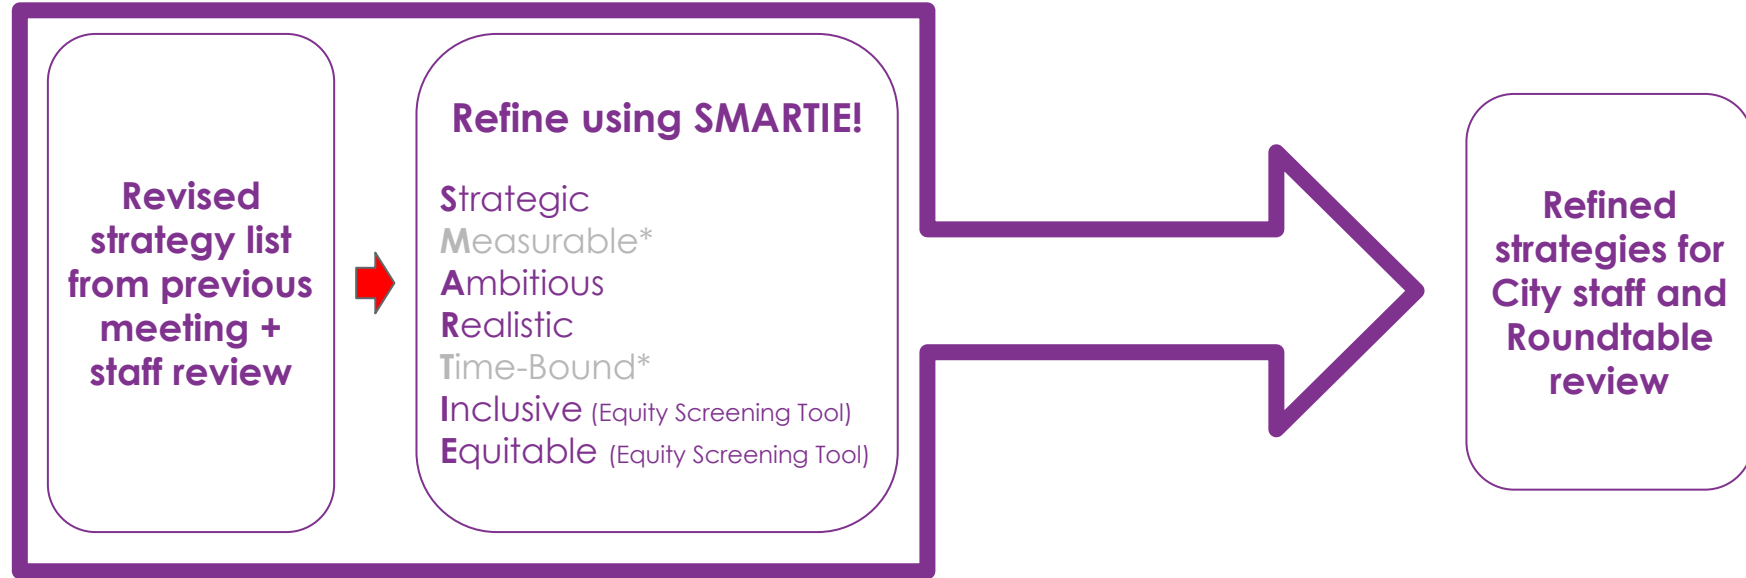 Revised
strategy list
from previous
meeting +
staff review
Refine using SMARTIE!
Strategic
Measurable*
Ambitious
Realistic
Time-Bound*
Inclusive (Equity Screening Tool)
Equitable (Equity Screening Tool)
Refined
strategies for
City staff and
Roundtable
review